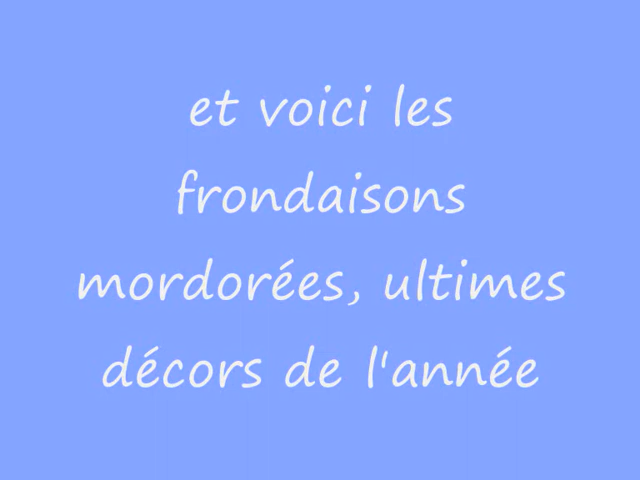 et voici les
frondaisons
mordorées, ultimes
décors de l'année